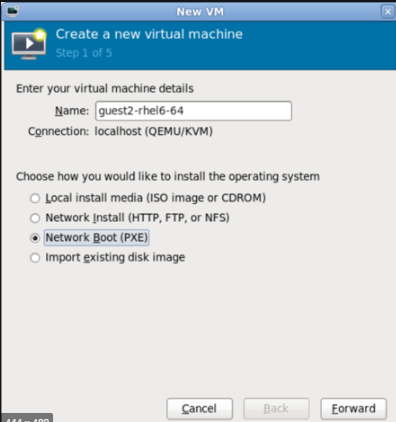 New VM
Create a new virtual machine
Step 1 of 5
Enter your virtual machine details
Name: guest2-rhel6-64
Connection: localhost (QEMU/KVM)
Choose how you would like to install the operating system
Local install media (ISO image or CDROM)
Network Install (HTTP, FTP, or NFS)
Network Boot (PXE)
Import existing disk image
Cancel Back Forward